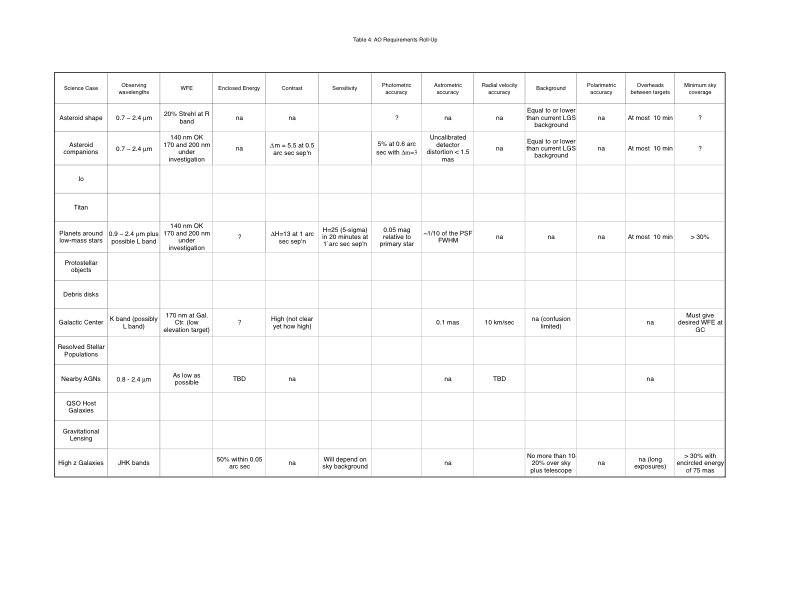 Table 4: AO Requirements Roll-Up
Science Case
Observing
wavelengths
WFE
Enclosed Energy
Contrast
Sensitivity
Photometric
accuracy
Astrometric
accuracy
Radial velocity
accuracy
Background
Polarimetric
accuracy
Overheads
between targets
Minimum sky
coverage
Asteroid shape
0.7 – 2.4 μm
20% Strehl at R
band
na
na
?
na
na
Equal to or lower
than current LGS
background
na
At most 10 min
?
Asteroid
companions
0.7 – 2.4 μm
140 nm OK
170 and 200 nm
under
investigation
na
Δm = 5.5 at 0.5
arc sec sep'n
5% at 0.6 arc
sec with Δm=3
Uncalibrated
detector
distortion < 1.5
mas
na
Equal to or lower
than current LGS
background
na
At most 10 min
?
Io
Titan
Planets around
low-mass stars
0.9 – 2.4 μm plus
possible L band
140 nm OK
170 and 200 nm
under
investigation
?
ΔH=13 at 1 arc
sec sep'n
H=25 (5-sigma)
in 20 minutes at
1 arc sec sep'n
0.05 mag
relative to
primary star
~1/10 of the PSF
FWHM
na
na
na
At most 10 min
> 30%
Protostellar
objects
Debris disks
Galactic Center
K band (possibly
L band)
170 nm at Gal.
Ctr. (low
elevation target)
?
High (not clear
yet how high)
0.1 mas
10 km/sec
na (confusion
limited)
na
Must give
desired WFE at
GC
Resolved Stellar
Populations
Nearby AGNs
0.8 - 2.4 μm
As low as
possible
TBD
na
na
TBD
na
QSO Host
Galaxies
Gravitational
Lensing
High z Galaxies
JHK bands
50% within 0.05
arc sec
na
Will depend on
sky background
na
No more than 10-
20% over sky
plus telescope
na
na (long
exposures)
> 30% with
encircled energy
of 75 mas